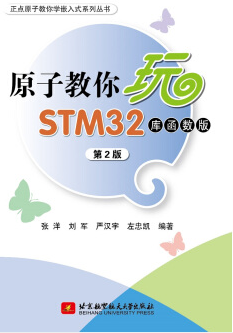 正点原子教你学嵌入式系列丛书
原子教你玩
STM32 库函数版
第2版
张洋 刘军 严汉宇 左忠凯 编著
北京航空航天大学出版社
BEIHANG UNIVERSITY PRESS